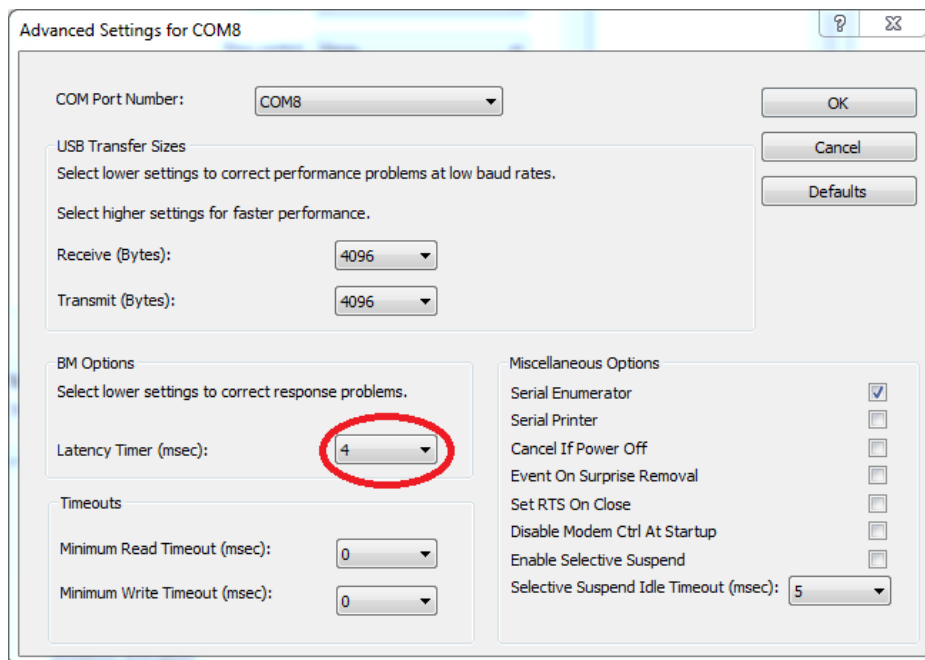 Advanced Settings for COM8
?
COM Port Number: COM8
OK
USB Transfer Sizes
Cancel
Select lower settings to correct performance problems at low baud rates.
Defaults
Select higher settings for faster performance.
Receive (Bytes): 4096
Transmit (Bytes): 4096
BM Options
Select lower settings to correct response problems.
Latency Timer (msec): 4
Timeouts
Minimum Read Timeout (msec): 0
Minimum Write Timeout (msec): 0
Miscellaneous Options
Serial Enumerator
Serial Printer
Cancel If Power Off
Event On Surprise Removal
Set RTS On Close
Disable Modem Ctrl At Startup
Enable Selective Suspend
Selective Suspend Idle Timeout (msec): 5